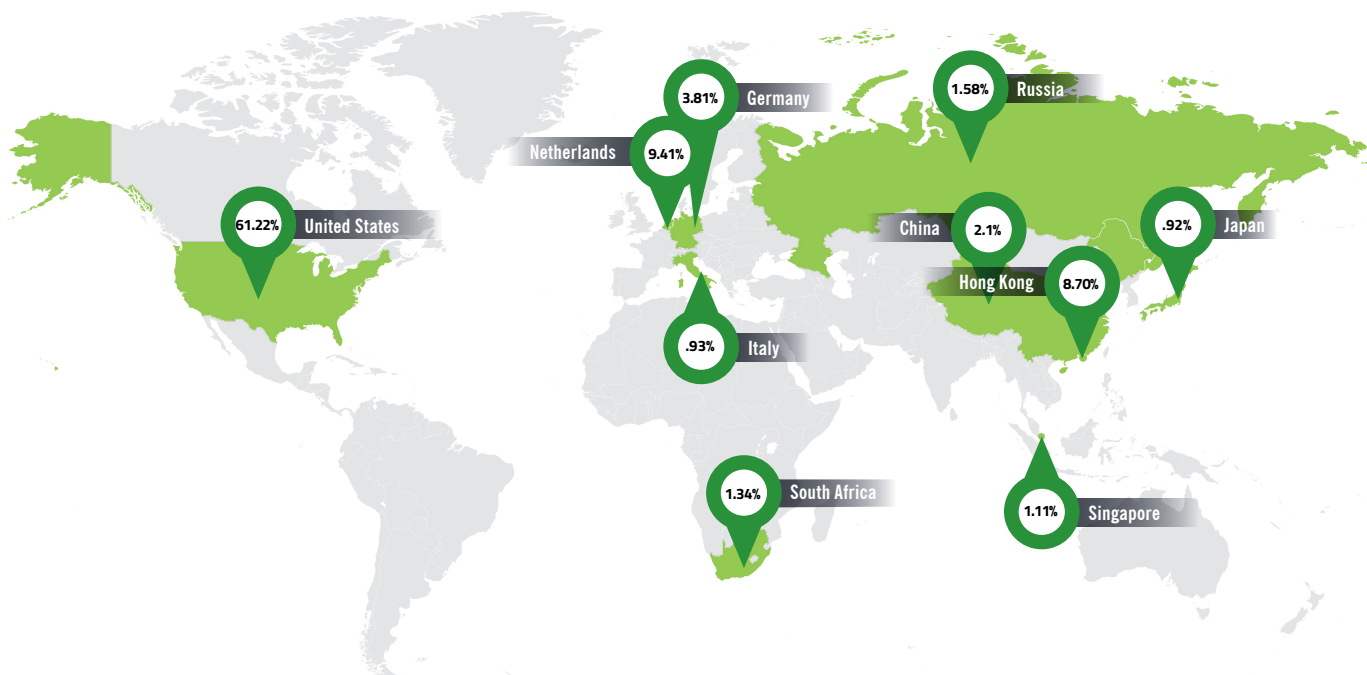 3.81%
Germany
1.58%
Russia
Netherlands
9.41%
61.22%
United States
China
2.1%
.92%
Japan
Hong Kong
8.70%
.93%
Italy
1.34%
South Africa
1.11%
Singapore